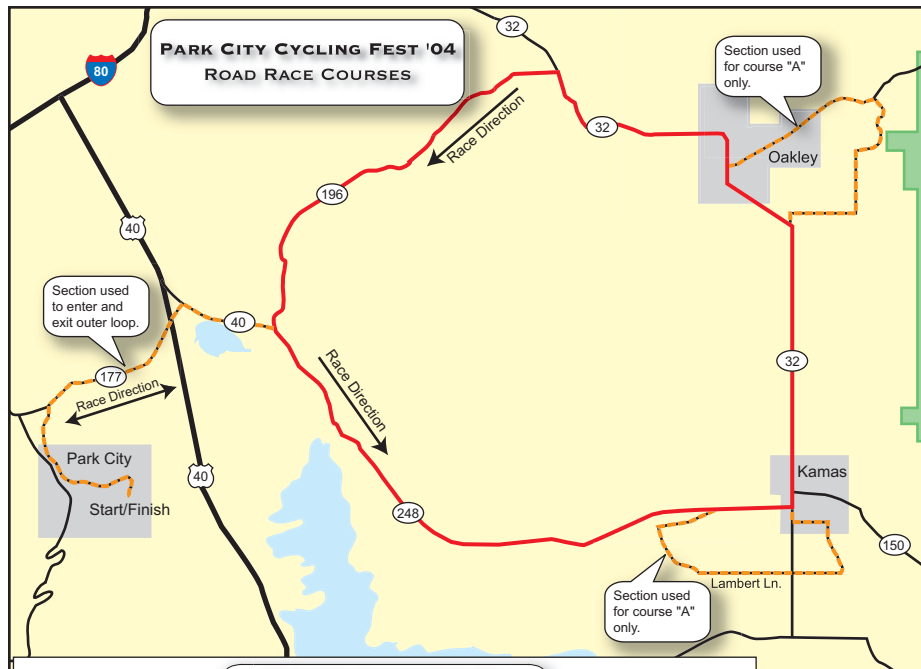 PARK CITY CYCLING FEST '04
ROAD RACE COURSES
32
80
Section used
for course "A"
only.
Race Direction
32
Oakley
196
40
Section used
to enter and
exit outer loop.
40
Race Direction
32
177
Race Direction
Park City
Start/Finish
40
Kamas
248
150
Lambert Ln.
Section used
for course "A"
only.